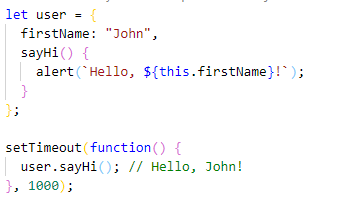 let user = {
  firstName: "John",
  sayHi() {
    alert(`Hello, ${this.firstName}!`);
  }
};

setTimeout(function() {
  user.sayHi(); // Hello, John!
}, 1000);